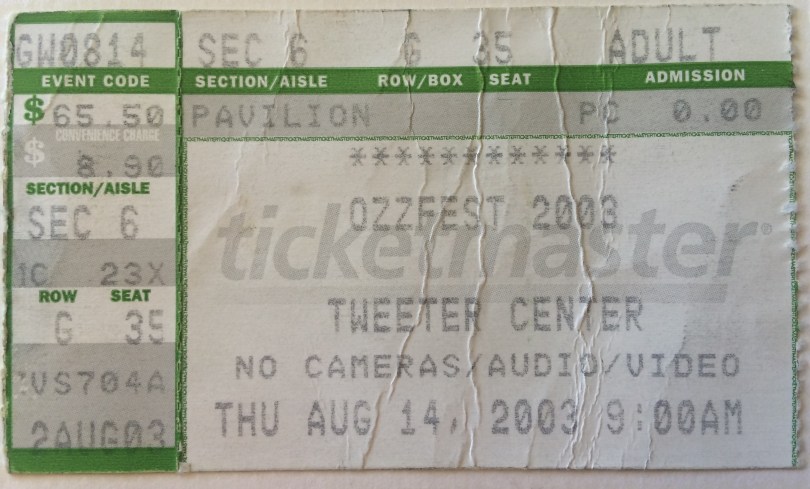 GW0814 SEC 6 G 35 ADULT
EVENT CODE SECTION/AISLE ROW/BOX SEAT ADMISSION
$ 65.50 PAVILION PC 0.00
CONVENIENCE CHARGE
$ 8.90
***********
SECTION/AISLE
SEC 6
OZZFEST 2003
ticketmaster
1C 23X
ROW SEAT
TWEETER CENTER
G 35
NO CAMERAS/AUDIO/VIDEO
ZVS704A
THU AUG 14, 2003 9:00AM
2AUG03